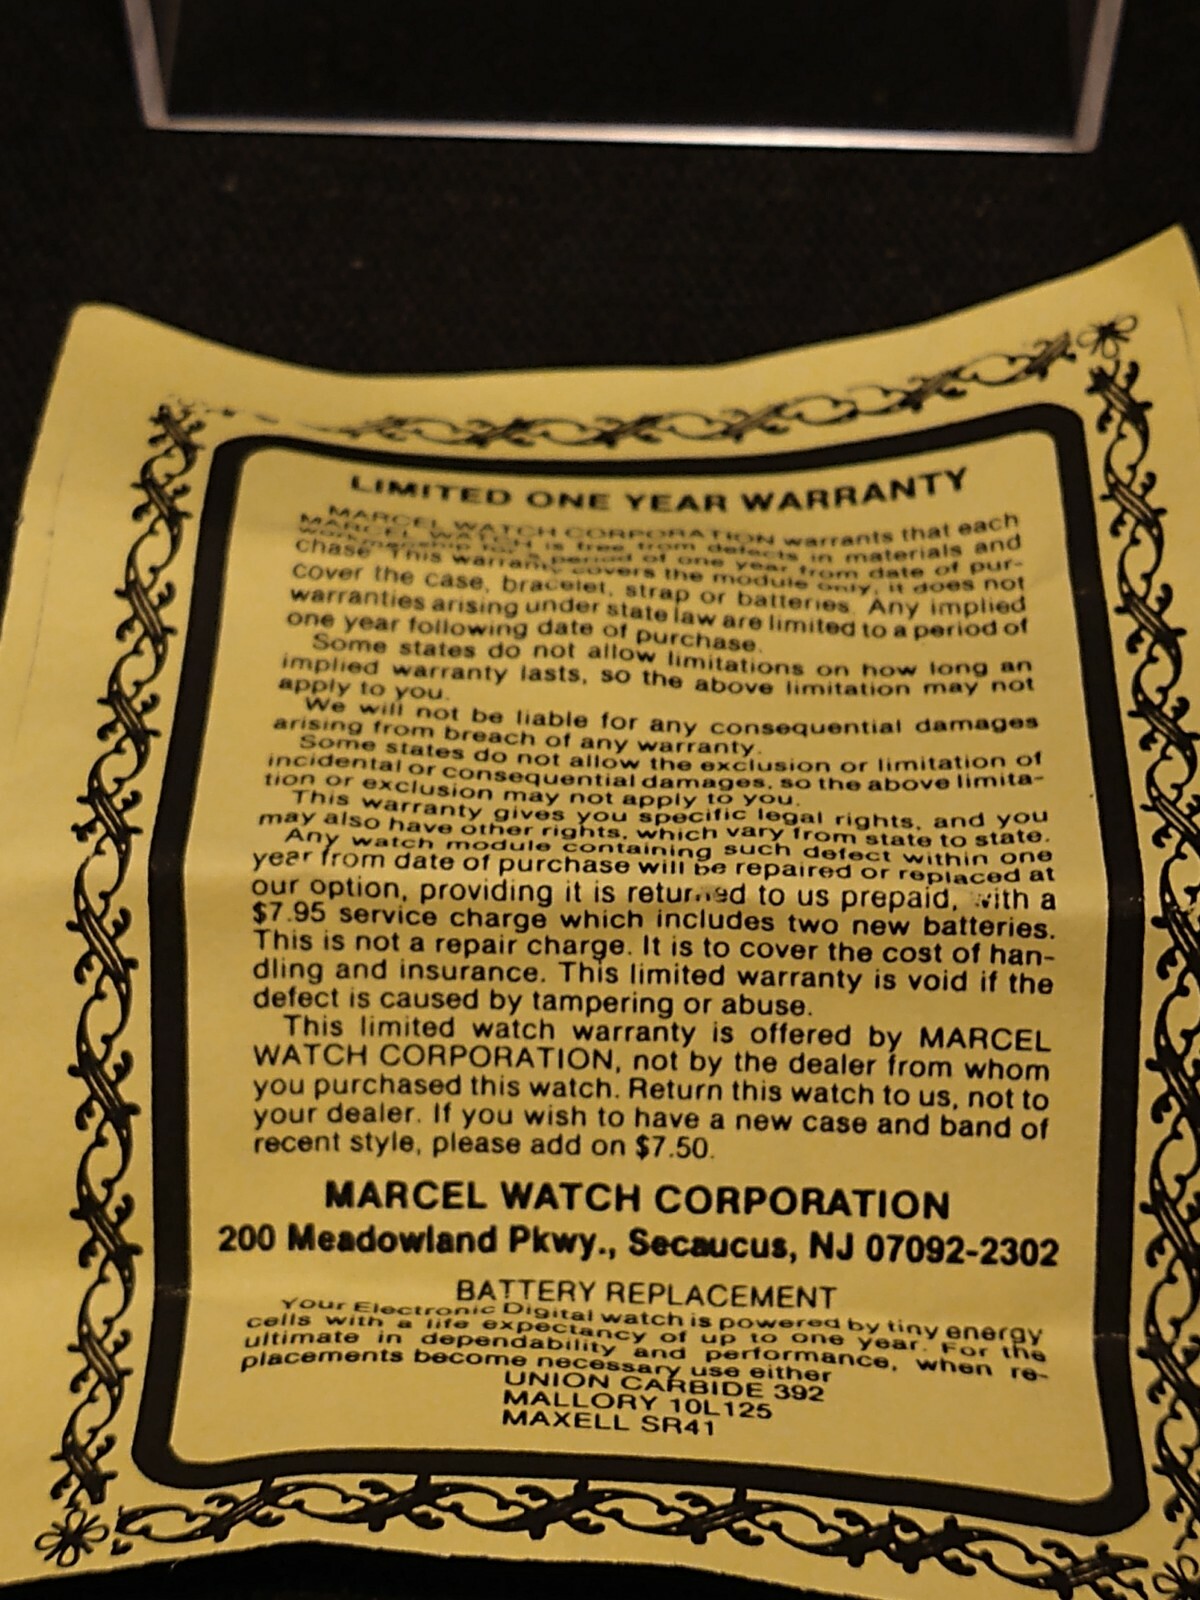 LIMITED ONE YEAR WARRANTY
MARCEL WATCH CORPORATION warrants that each
MARCEL WATCH is free from defects in materials and
workmanship for a period of one year from date of pur-
chase This warranty covers the module only, it does not
cover the case, bracelet, strap or batteries. Any implied
warranties arising under state law are limited to a period of
one year following date of purchase.
Some states do not allow limitations on how long an
implied warranty lasts, so the above limitation may not
apply to you.
We will not be liable for any consequential damages
arising from breach of any warranty.
Some states do not allow the exclusion or limitation of
incidental or consequential damages, so the above limita-
tion or exclusion may not apply to you.
This warranty gives you specific legal rights, and you
may also have other rights, which vary from state to state.
Any watch module containing such defect within one
year from date of purchase will be repaired or replaced at
our option, providing it is returned to us prepaid, with a
$7.95 service charge which includes two new batteries.
This is not a repair charge. It is to cover the cost of han-
dling and insurance. This limited warranty is void if the
defect is caused by tampering or abuse.
This limited watch warranty is offered by MARCEL
WATCH CORPORATION, not by the dealer from whom
you purchased this watch. Return this watch to us, not to
your dealer. If you wish to have a new case and band of
recent style, please add on $7.50.
MARCEL WATCH CORPORATION
200 Meadowland Pkwy., Secaucus, NJ 07092-2302
BATTERY REPLACEMENT
Your Electronic Digital watch is powered by tiny energy
cells with a life expectancy of up to one year. For the
ultimate in dependability and performance, when re-
placements become necessary use either
UNION CARBIDE 392
MALLORY 10L125
MAXELL SR41